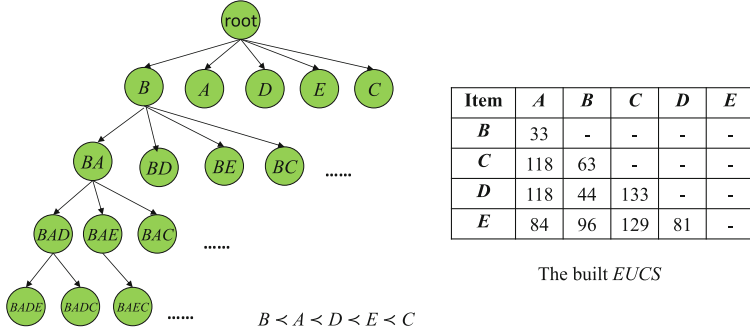 root
B A D E C
BA BD BE BC ......
BAD BAE BAC ......
BADE BADC BAEC ......
B ≺ A ≺ D ≺ E ≺ C
Item A B C D E
B 33 - - - -
C 118 63 - - -
D 118 44 133 - -
E 84 96 129 81 -
The built EUCS